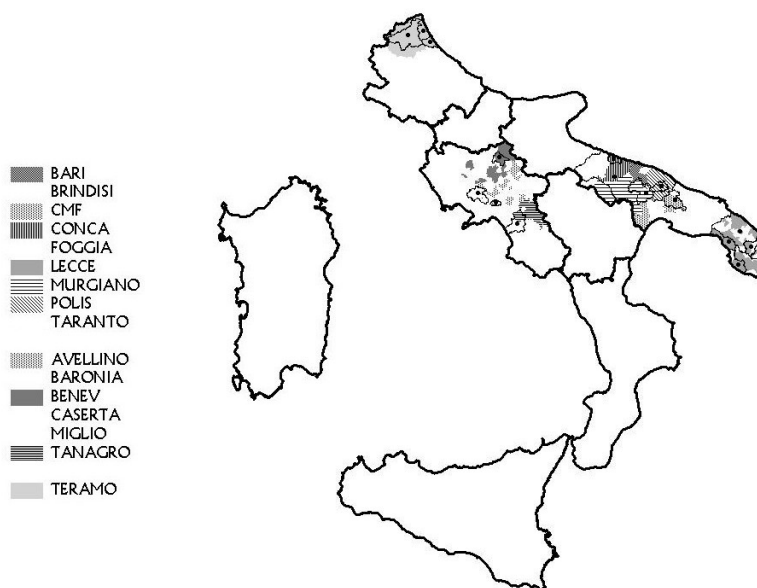 BARI
BRINDISI
CMF
CONCA
FOGGIA
LECCE
MURGIANO
POLIS
TARANTO
AVELLINO
BARONIA
BENEV
CASERTA
MIGLIO
TANAGRO
TERAMO